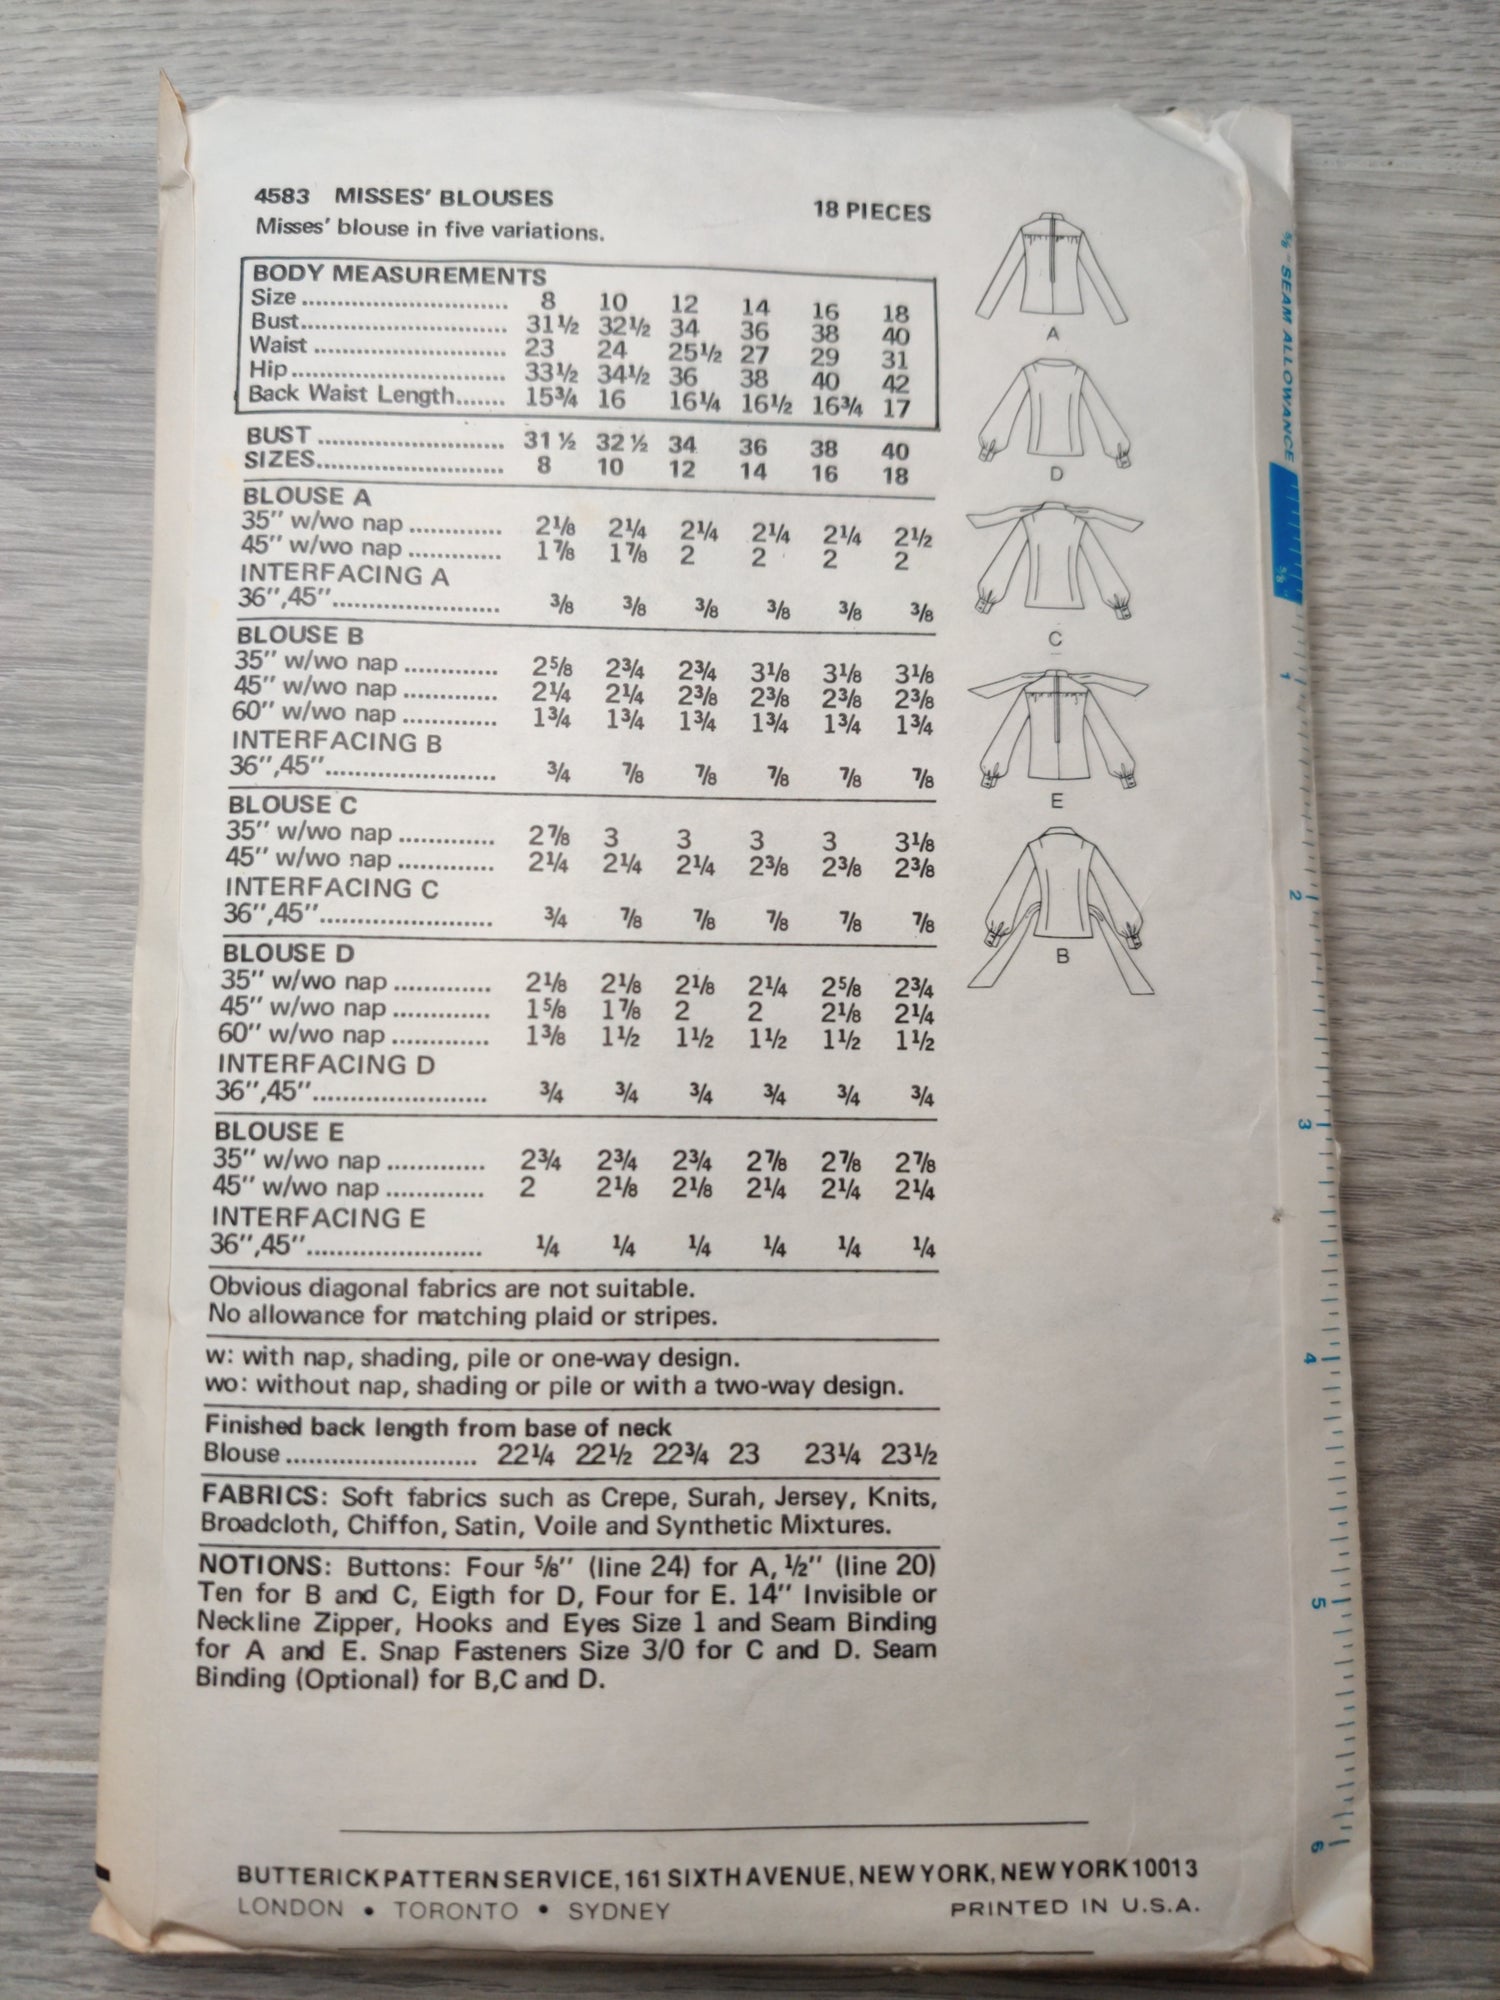 4583 MISSES' BLOUSES 18 PIECES
Misses' blouse in five variations.
BODY MEASUREMENTS
Size 8 10 12 14 16 18
Bust 31½ 32½ 34 36 38 40
Waist 23 24 25½ 27 29 31
Hip 33½ 34½ 36 38 40 42
Back Waist Length 15¾ 16 16¼ 16½ 16¾ 17
BUST 31 ½ 32 ½ 34 36 38 40
SIZES 8 10 12 14 16 18
BLOUSE A
35" w/wo nap 2⅛ 2¼ 2¼ 2¼ 2¼ 2½
45" w/wo nap 1⅞ 1⅞ 2 2 2 2
INTERFACING A
36",45" ⅜ ⅜ ⅜ ⅜ ⅜ ⅜
BLOUSE B
35" w/wo nap 2⅝ 2¾ 2¾ 3⅛ 3⅛ 3⅛
45" w/wo nap 2¼ 2¼ 2⅜ 2⅜ 2⅜ 2⅜
60" w/wo nap 1¾ 1¾ 1¾ 1¾ 1¾ 1¾
INTERFACING B
36",45" ¾ ⅞ ⅞ ⅞ ⅞ ⅞
BLOUSE C
35" w/wo nap 2⅞ 3 3 3 3 3⅛
45" w/wo nap 2¼ 2¼ 2¼ 2⅜ 2⅜ 2⅜
INTERFACING C
36",45" ¾ ⅞ ⅞ ⅞ ⅞ ⅞
BLOUSE D
35" w/wo nap 2⅛ 2⅛ 2⅛ 2¼ 2⅝ 2¾
45" w/wo nap 1⅝ 1⅞ 2 2 2⅛ 2¼
60" w/wo nap 1⅜ 1½ 1½ 1½ 1½ 1½
INTERFACING D
36",45" ¾ ¾ ¾ ¾ ¾ ¾
BLOUSE E
35" w/wo nap 2¾ 2¾ 2¾ 2⅞ 2⅞ 2⅞
45" w/wo nap 2 2⅛ 2⅛ 2¼ 2¼ 2¼
INTERFACING E
36",45" ¼ ¼ ¼ ¼ ¼ ¼
Obvious diagonal fabrics are not suitable.
No allowance for matching plaid or stripes.
w: with nap, shading, pile or one-way design.
wo: without nap, shading or pile or with a two-way design.
Finished back length from base of neck
Blouse 22¼ 22½ 22¾ 23 23¼ 23½
FABRICS: Soft fabrics such as Crepe, Surah, Jersey, Knits,
Broadcloth, Chiffon, Satin, Voile and Synthetic Mixtures.
NOTIONS: Buttons: Four ⅝" (line 24) for A, ½" (line 20)
Ten for B and C, Eigth for D, Four for E. 14" Invisible or
Neckline Zipper, Hooks and Eyes Size 1 and Seam Binding
for A and E. Snap Fasteners Size 3/0 for C and D. Seam
Binding (Optional) for B,C and D.
A
D
C
E
B
⅝" SEAM ALLOWANCE
⅝
1
2
3
4
5
6
BUTTERICK PATTERN SERVICE, 161 SIXTH AVENUE, NEW YORK, NEW YORK 10013
LONDON • TORONTO • SYDNEY PRINTED IN U.S.A.